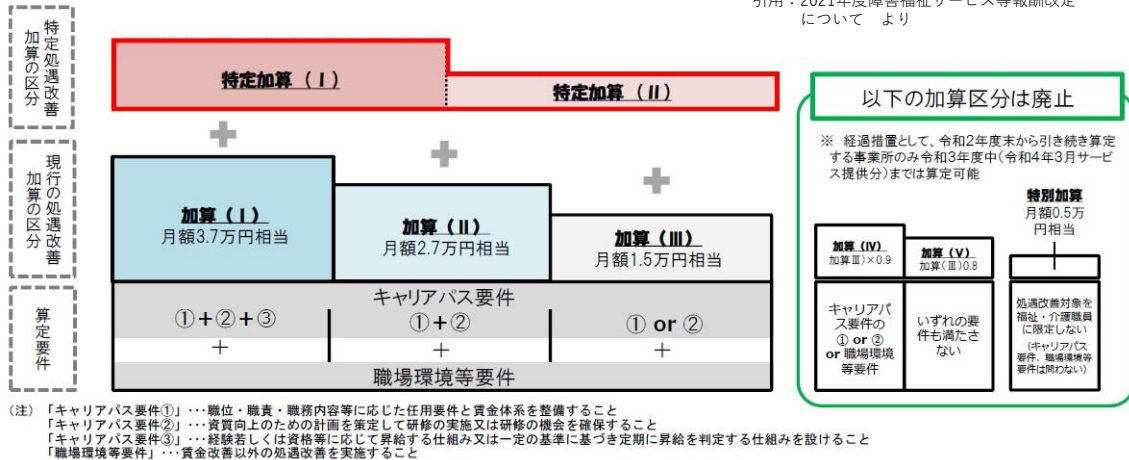 引用：2021年度障害福祉サービス等報酬改定
について　より
特定処遇改善
加算の区分
特定加算（Ⅰ）
特定加算（Ⅱ）
以下の加算区分は廃止
※ 経過措置として、令和2年度末から引き続き算定
する事業所のみ令和3年度中（令和4年3月サービ
ス提供分）までは算定可能
現行の処遇改善
加算の区分
加算（Ⅰ）
月額3.7万円相当
加算（Ⅱ）
月額2.7万円相当
加算（Ⅲ）
月額1.5万円相当
加算（Ⅳ）
加算Ⅲ）×0.9
加算（Ⅴ）
加算（Ⅲ）0.8
特別加算
月額0.5万
円相当
算定要件
キャリアパス要件
①+②+③
①+②
① or ②
+
+
+
職場環境等要件
キャリアパ
ス要件の
① or ②
or 職場環境
等要件
いずれの要
件も満たさ
ない
処遇改善対象を
福祉・介護職員
に限定しない
（キャリアパス
要件、職場環境等
要件は問わない）
（注）「キャリアパス要件①」･･･職位・職責・職務内容等に応じた任用要件と賃金体系を整備すること
「キャリアパス要件②」･･･資質向上のための計画を策定して研修の実施又は研修の機会を確保すること
「キャリアパス要件③」･･･経験若しくは資格等に応じて昇給する仕組み又は一定の基準に基づき定期に昇給を判定する仕組みを設けること
「職場環境等要件」･･･賃金改善以外の処遇改善を実施すること